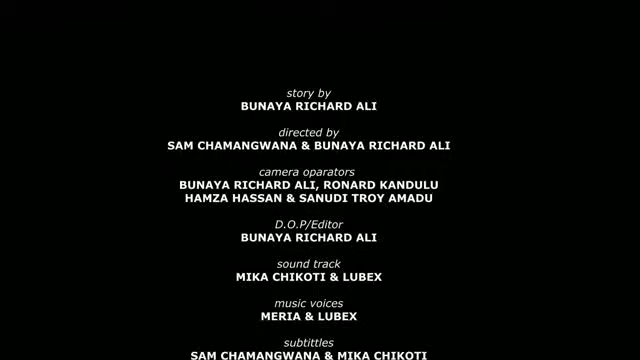 story by
BUNAYA RICHARD ALI
directed by
SAM CHAMANGWANA & BUNAYA RICHARD ALI
camera oparators
BUNAYA RICHARD ALI, RONARD KANDULU
HAMZA HASSAN & SANUDI TROY AMADU
D.O.P/Editor
BUNAYA RICHARD ALI
sound track
MIKA CHIKOTI & LUBEX
music voices
MERIA & LUBEX
subtittles
SAM CHAMANGWANA & MIKA CHIKOTI